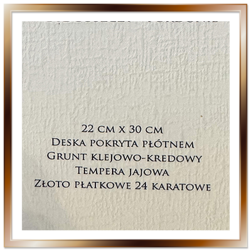 22 cm x 30 cm
Deska pokryta płótnem
Grunt klejowo-kredowy
Tempera jajowa
Złoto płatkowe 24 karatowe